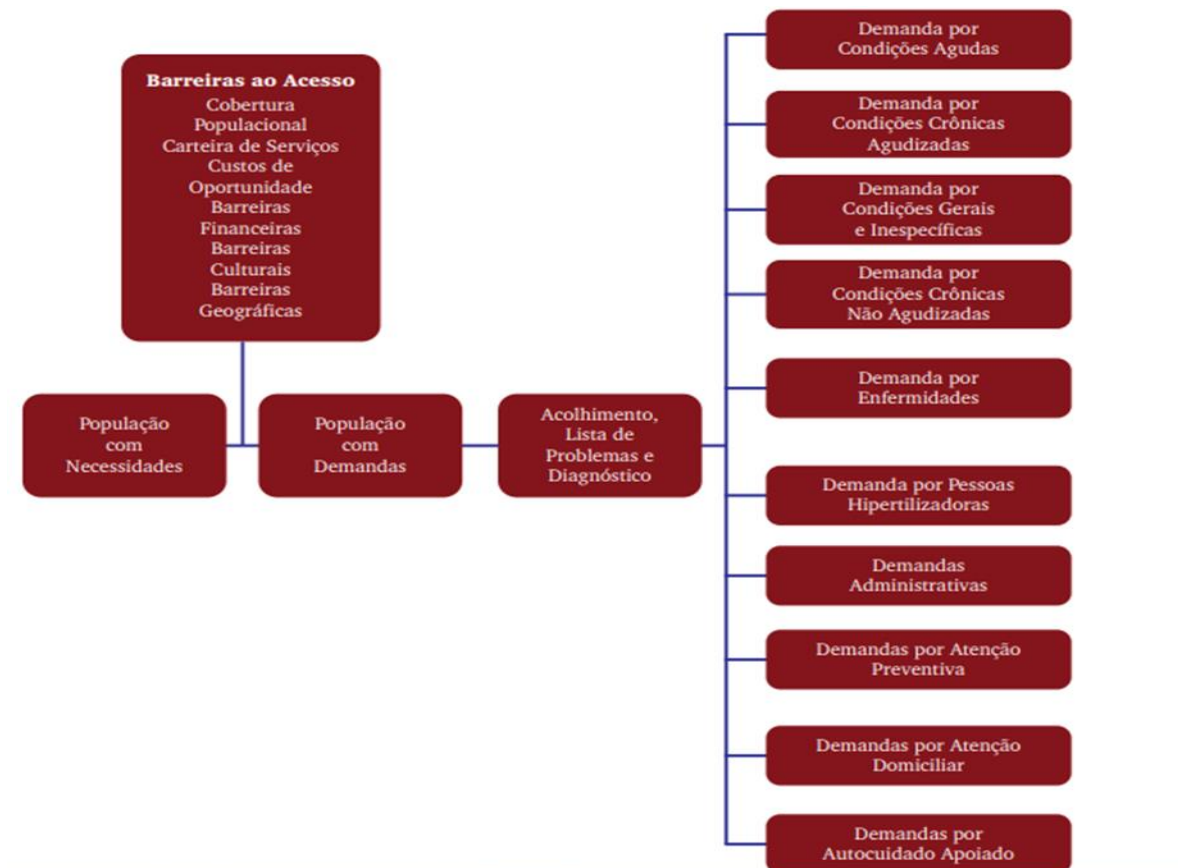 Barreiras ao Acesso
Cobertura
Populacional
Carteira de Serviços
Custos de
Oportunidade
Barreiras
Financeiras
Barreiras
Culturais
Barreiras
Geográficas
População
com
Necessidades
População
com
Demandas
Acolhimento,
Lista de
Problemas e
Diagnóstico
Demanda por
Condições Agudas
Demanda por
Condições Crônicas
Agudizadas
Demanda por
Condições Gerais
e Inespecíficas
Demanda por
Condições Crônicas
Não Agudizadas
Demanda por
Enfermidades
Demanda por Pessoas
Hipertilizadoras
Demandas
Administrativas
Demandas por Atenção
Preventiva
Demandas por Atenção
Domiciliar
Demandas por
Autocuidado Apoiado